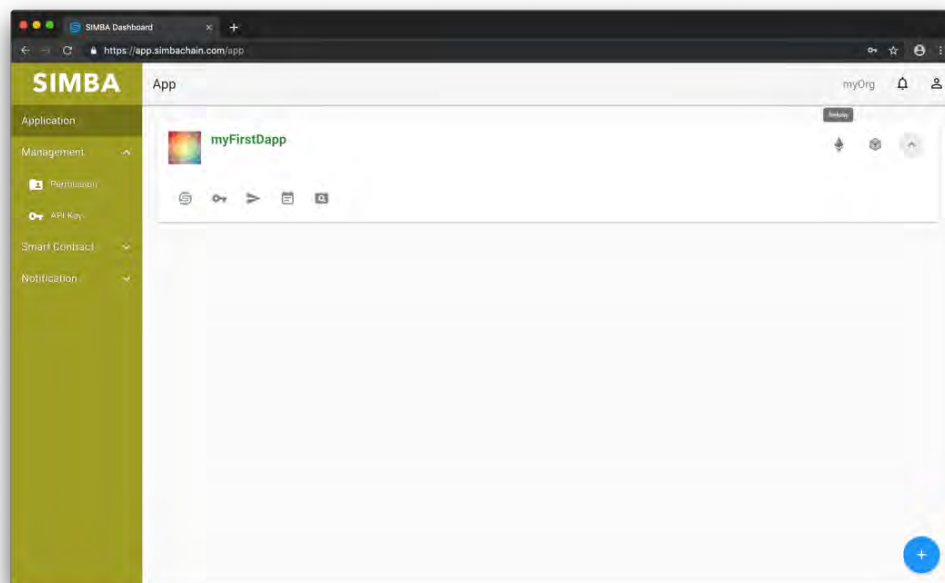 SIMBA Dashboard
https://app.simbachain.com/app
SIMBA
App
myOrg
Application
myFirstDapp
Management
Permission
API Keys
Smart Contract
Notification